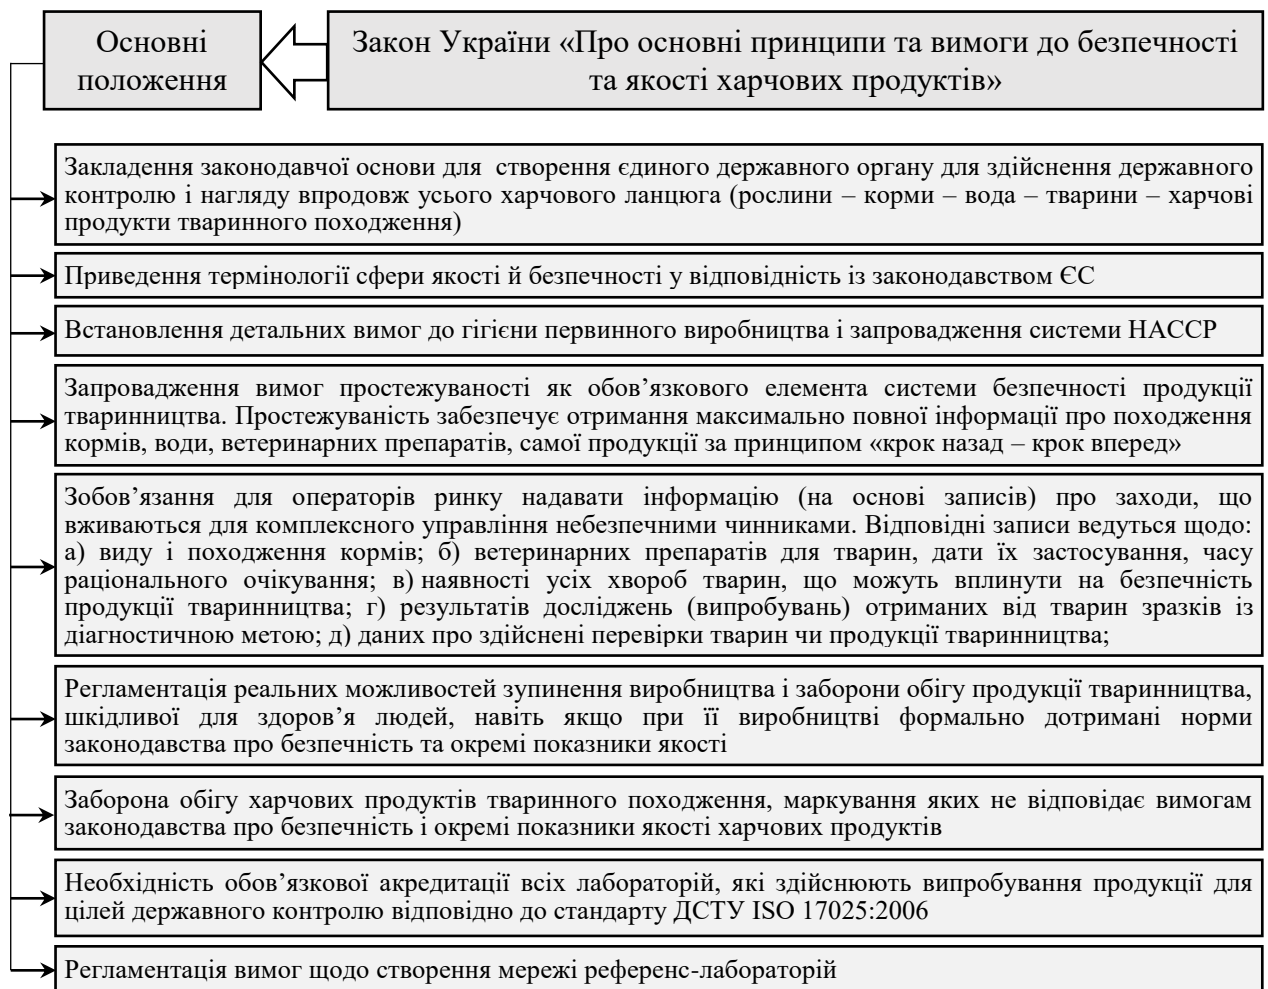 Основні
положення
Закон України «Про основні принципи та вимоги до безпечності
та якості харчових продуктів»
Закладення законодавчої основи для створення єдиного державного органу для здійснення державного
контролю і нагляду впродовж усього харчового ланцюга (рослини – корми – вода – тварини – харчові
продукти тваринного походження)
Приведення термінології сфери якості й безпечності у відповідність із законодавством ЄС
Встановлення детальних вимог до гігієни первинного виробництва і запровадження системи НАССР
Запровадження вимог простежуваності як обов’язкового елемента системи безпечності продукції
тваринництва. Простежуваність забезпечує отримання максимально повної інформації про походження
кормів, води, ветеринарних препаратів, самої продукції за принципом «крок назад – крок вперед»
Зобов’язання для операторів ринку надавати інформацію (на основі записів) про заходи, що
вживаються для комплексного управління небезпечними чинниками. Відповідні записи ведуться щодо:
а) виду і походження кормів; б) ветеринарних препаратів для тварин, дати їх застосування, часу
раціонального очікування; в) наявності усіх хвороб тварин, що можуть вплинути на безпечність
продукції тваринництва; г) результатів досліджень (випробувань) отриманих від тварин зразків із
діагностичною метою; д) даних про здійснені перевірки тварин чи продукції тваринництва;
Регламентація реальних можливостей зупинення виробництва і заборони обігу продукції тваринництва,
шкідливої для здоров’я людей, навіть якщо при її виробництві формально дотримані норми
законодавства про безпечність та окремі показники якості
Заборона обігу харчових продуктів тваринного походження, маркування яких не відповідає вимогам
законодавства про безпечність і окремі показники якості харчових продуктів
Необхідність обов’язкової акредитації всіх лабораторій, які здійснюють випробування продукції для
цілей державного контролю відповідно до стандарту ДСТУ ISO 17025:2006
Регламентація вимог щодо створення мережі референс-лабораторій